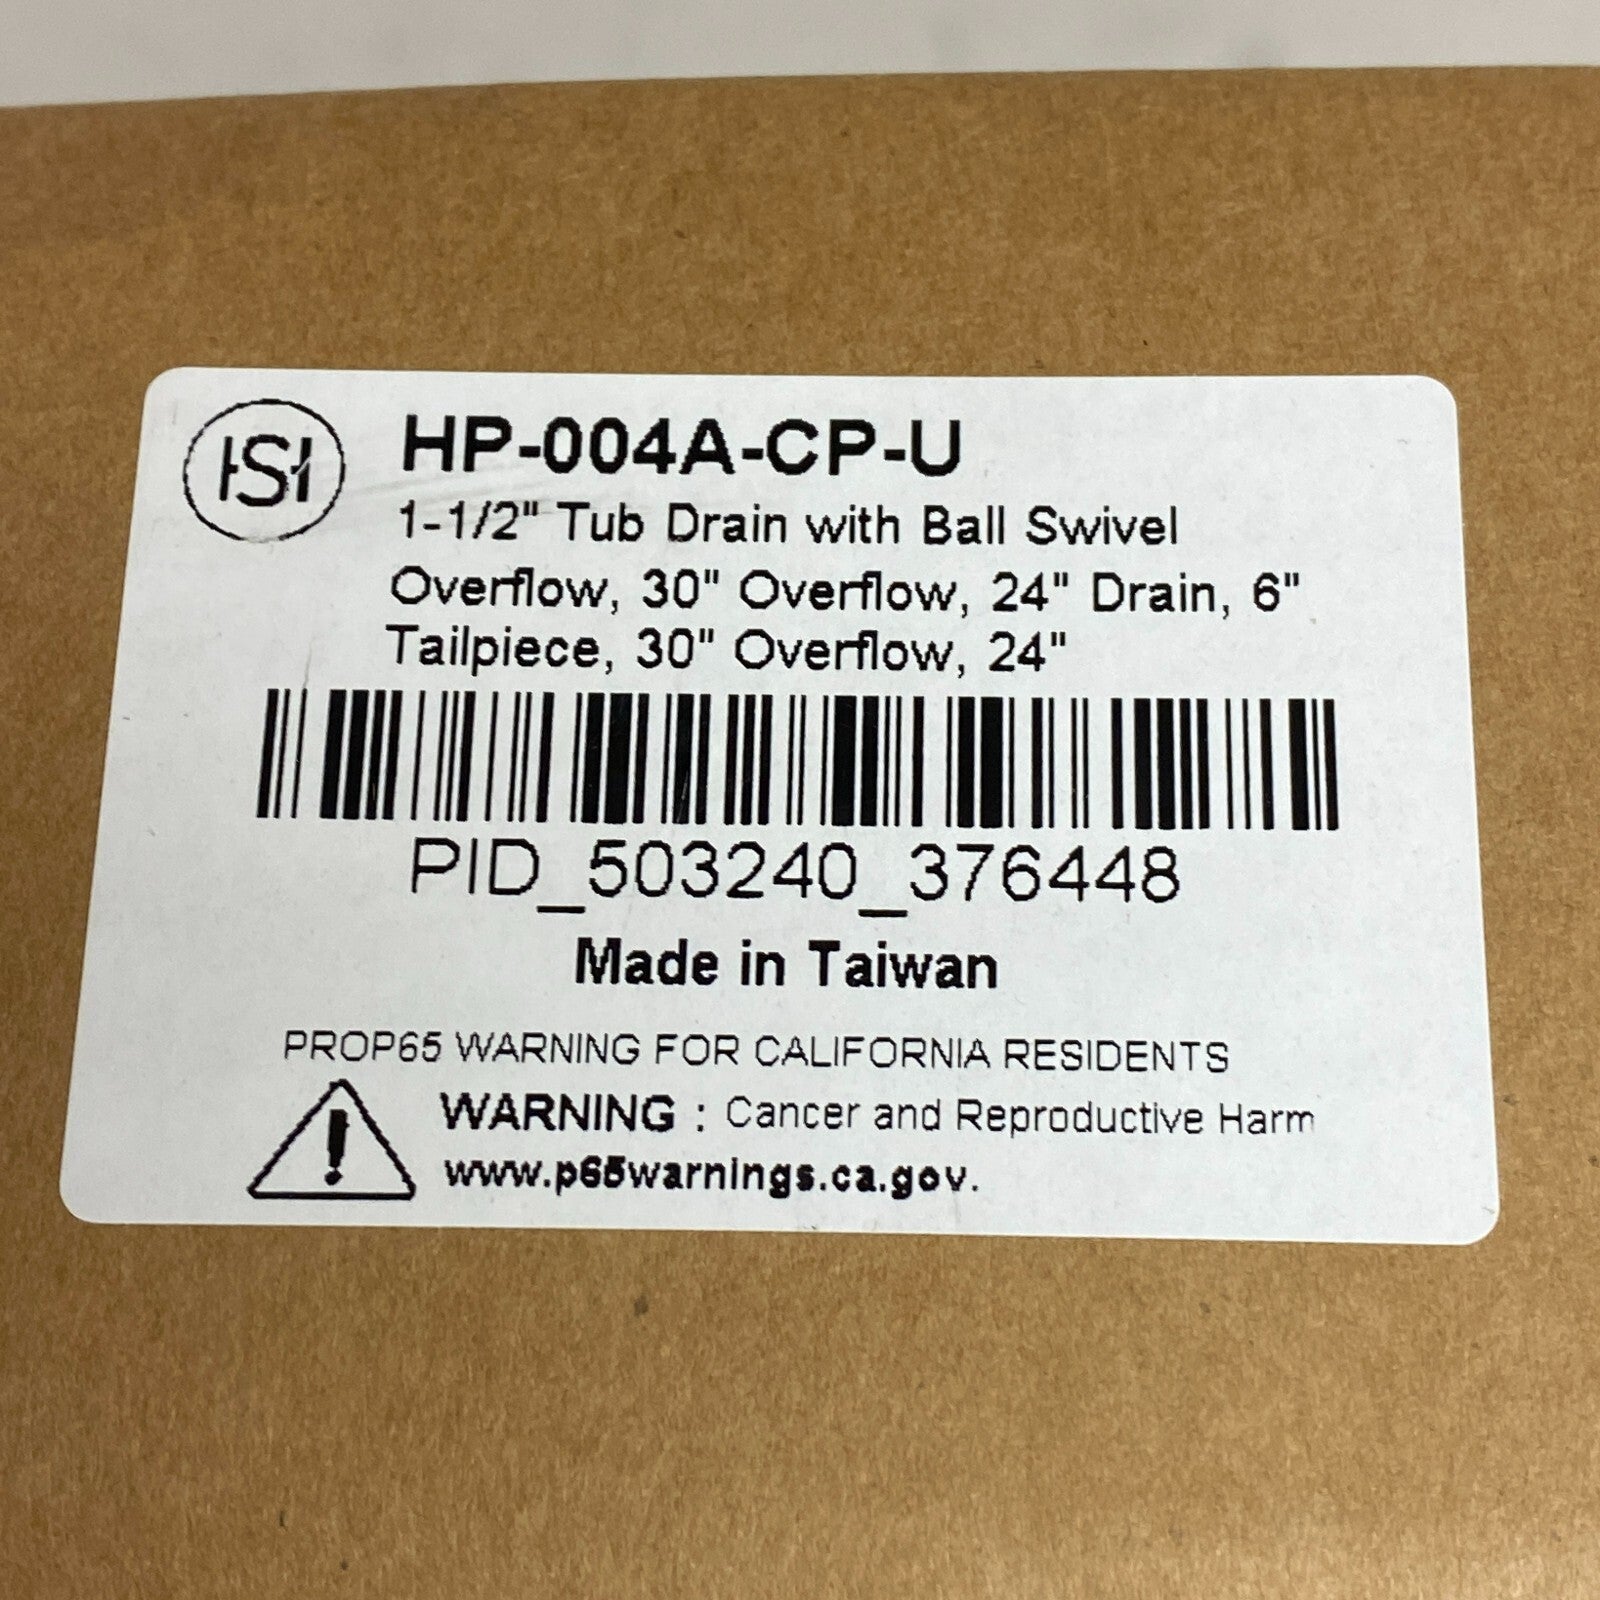 HSH
HP-004A-CP-U
1-1/2" Tub Drain with Ball Swivel
Overflow, 30" Overflow, 24" Drain, 6"
Tailpiece, 30" Overflow, 24"
PID_503240_376448
Made in Taiwan
PROP65 WARNING FOR CALIFORNIA RESIDENTS
WARNING : Cancer and Reproductive Harm
www.p65warnings.ca.gov.